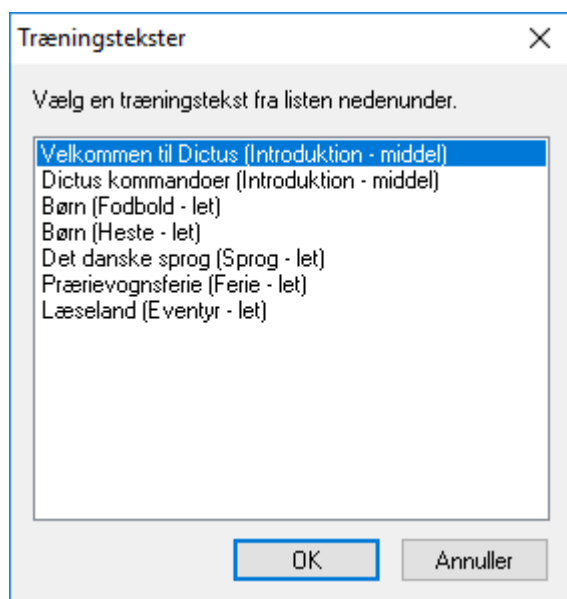 Træningstekster
Vælg en træningstekst fra listen nedenunder.
Velkommen til Dictus (Introduktion - middel)
Dictus kommandoer (Introduktion - middel)
Børn (Fodbold - let)
Børn (Heste - let)
Det danske sprog (Sprog - let)
Prærievognsferie (Ferie - let)
Læseland (Eventyr - let)
OK Annuller